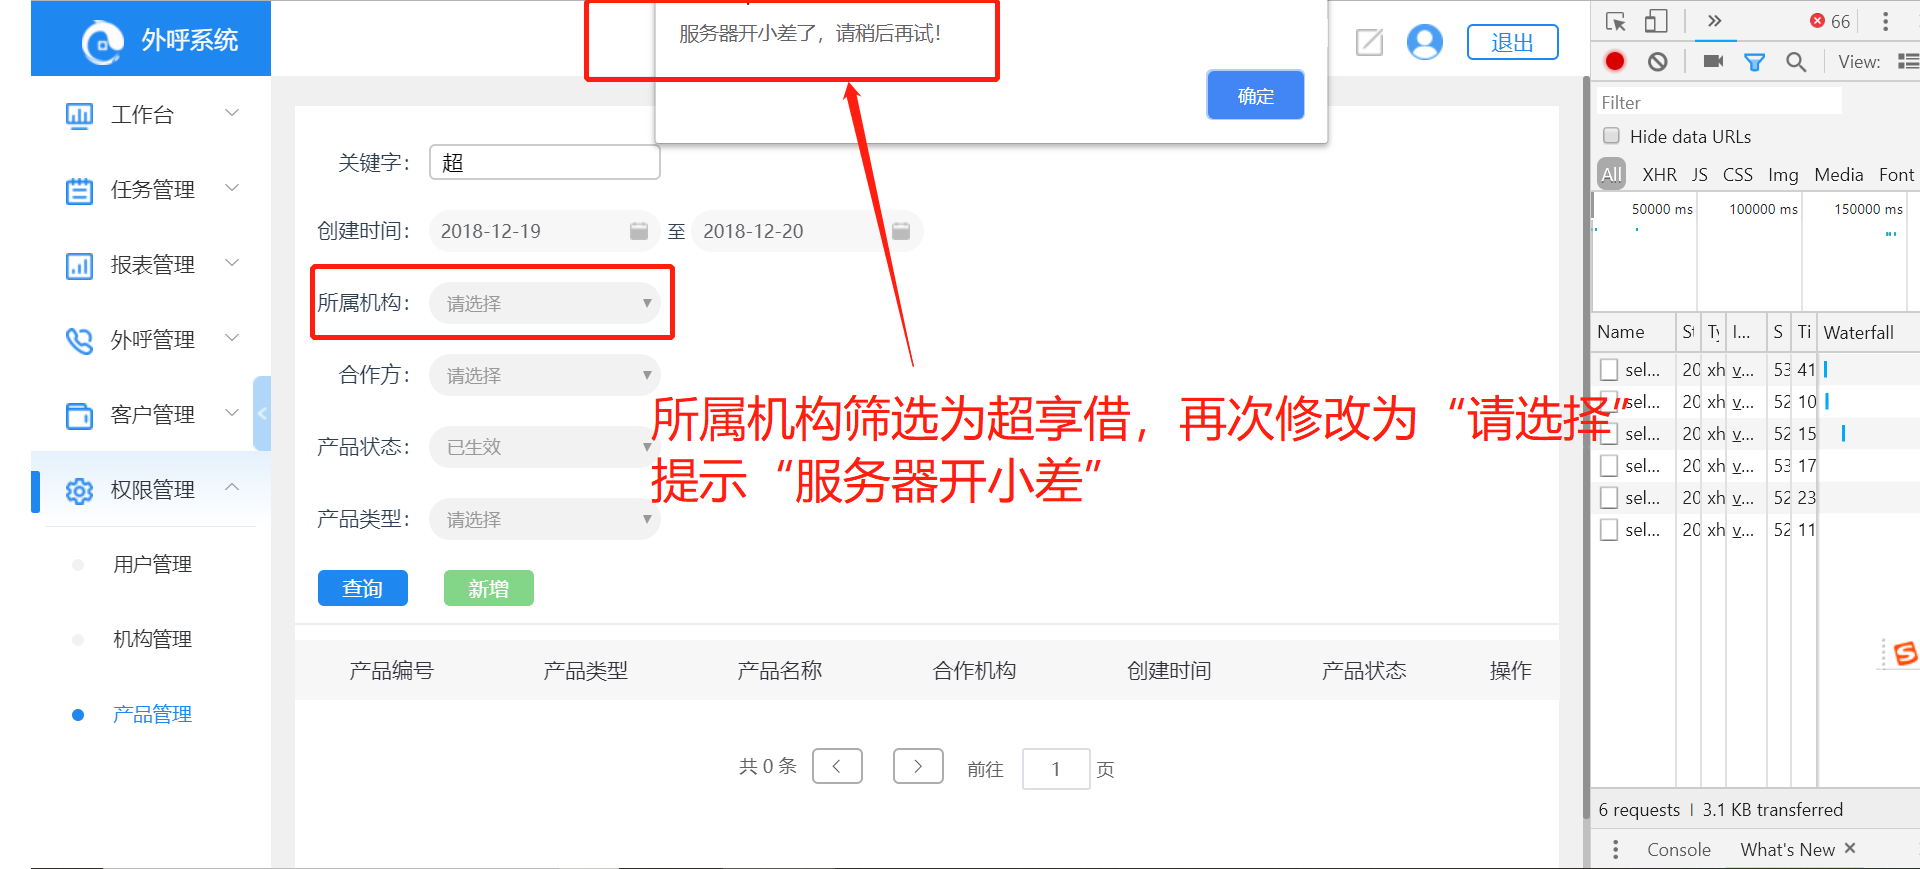 外呼系统
服务器开小差了，请稍后再试！
确定
退出
工作台
任务管理
报表管理
外呼管理
客户管理
权限管理
用户管理
机构管理
产品管理
关键字：
超
创建时间：
2018-12-19
至
2018-12-20
所属机构：
请选择
合作方：
请选择
产品状态：
已生效
产品类型：
请选择
所属机构筛选为超享借，再次修改为“请选择”
提示“服务器开小差”
查询
新增
产品编号 产品类型 产品名称 合作机构 创建时间 产品状态 操作
共 0 条
前往
1
页
66
View:
Filter
Hide data URLs
All XHR JS CSS Img Media Font
50000 ms 100000 ms 150000 ms
Name St Ty I... S Ti Waterfall
sel... 20 xh v... 53 41
sel... 20 xh v... 52 10
sel... 20 xh v... 52 15
sel... 20 xh v... 53 17
sel... 20 xh v... 52 23
sel... 20 xh v... 52 11
6 requests
3.1 KB transferred
Console What's New